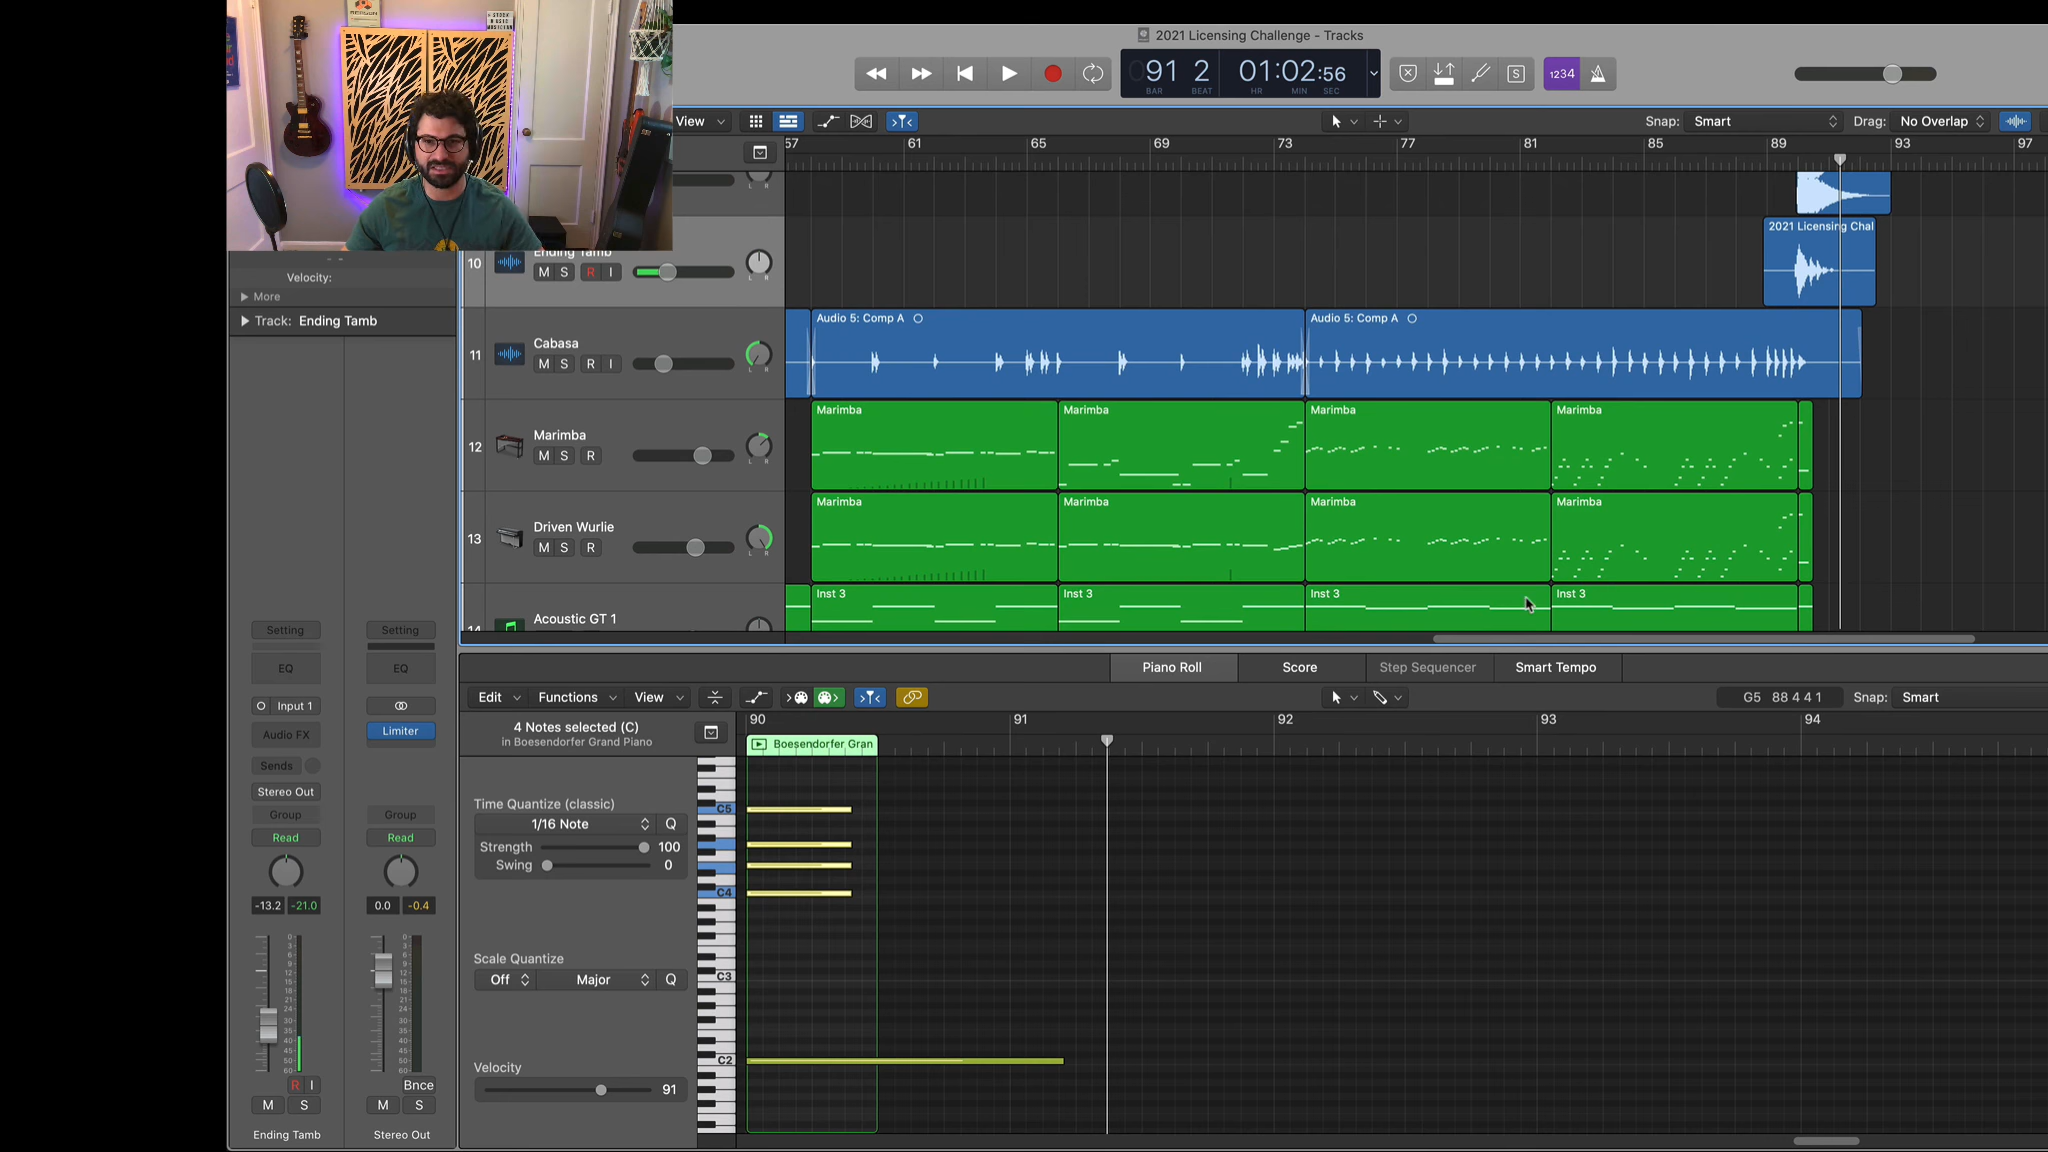 2021 Licensing Challenge - Tracks
91 2
BAR BEAT
01:02:56
HR MIN SEC
1234
View
Snap: Smart
Drag: No Overlap
57 61 65 69 73 77 81 85 89 93 97
10 Ending Tamb
M S R I
L R
2021 Licensing Chal
11 Cabasa
M S R I
L R
Audio 5: Comp A
Audio 5: Comp A
12 Marimba
M S R
L R
Marimba Marimba Marimba Marimba
13 Driven Wurlie
M S R
L R
Marimba Marimba Marimba Marimba
14 Acoustic GT 1
Inst 3 Inst 3 Inst 3 Inst 3
Velocity:
More
Track: Ending Tamb
Setting Setting
EQ EQ
Input 1
Audio FX Limiter
Sends
Stereo Out
Group Group
Read Read
-13.2 -21.0 0.0 -0.4
R I Bnce
M S M S
Ending Tamb Stereo Out
Piano Roll Score Step Sequencer Smart Tempo
Edit Functions View
G5 88 4 4 1
Snap: Smart
4 Notes selected (C)
in Boesendorfer Grand Piano
90 91 92 93 94
Boesendorfer Gran
Time Quantize (classic)
1/16 Note Q
Strength 100
Swing 0
Scale Quantize
Off Major Q
Velocity
91
C5
C4
C3
C2